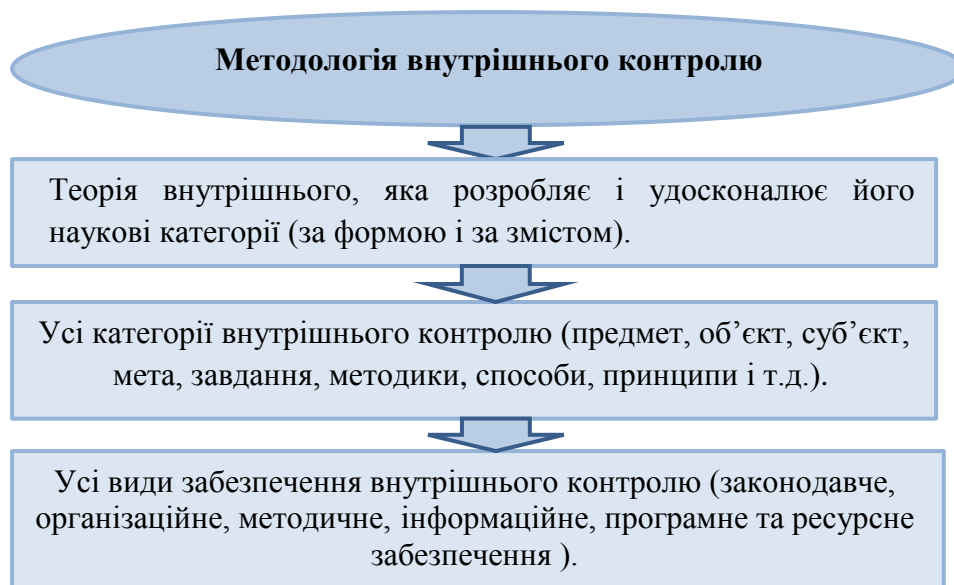 Методологія внутрішнього контролю
Теорія внутрішнього, яка розробляє і удосконалює його
наукові категорії (за формою і за змістом).
Усі категорії внутрішнього контролю (предмет, об’єкт, суб’єкт,
мета, завдання, методики, способи, принципи і т.д.).
Усі види забезпечення внутрішнього контролю (законодавче,
організаційне, методичне, інформаційне, програмне та ресурсне
забезпечення ).